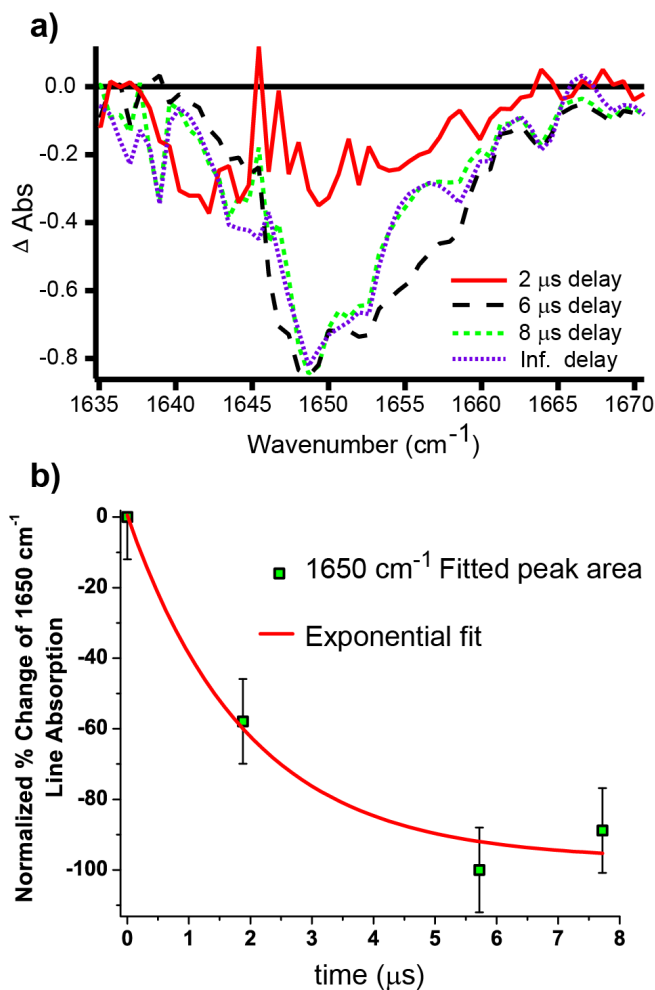 a)
0.0
-0.2
-0.4
-0.6
-0.8
Δ Abs
2 μs delay
6 μs delay
8 μs delay
Inf. delay
1635 1640 1645 1650 1655 1660 1665 1670
Wavenumber (cm⁻¹)
b)
0
-20
-40
-60
-80
-100
Normalized % Change of 1650 cm⁻¹
Line Absorption
1650 cm⁻¹ Fitted peak area
Exponential fit
0 1 2 3 4 5 6 7 8
time (μs)